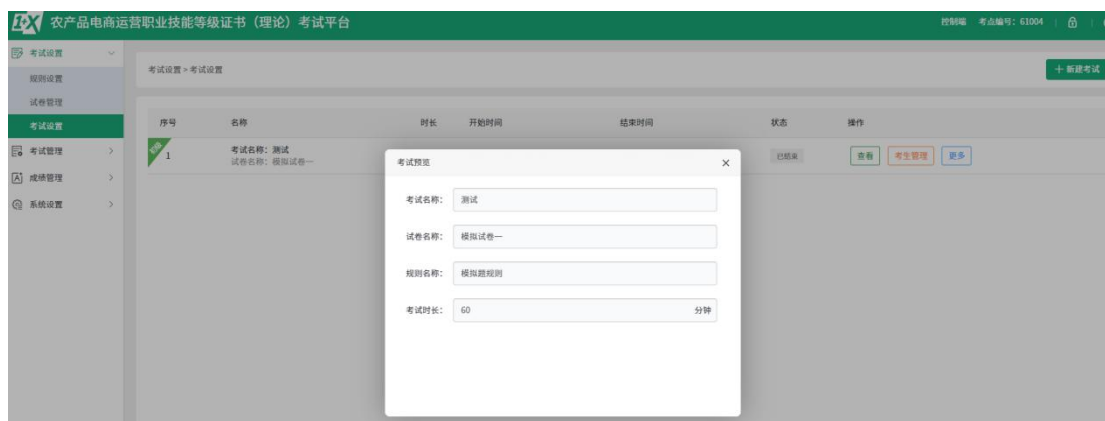 1+X 农产品电商运营职业技能等级证书（理论）考试平台
控制端 考点编号：61004
考试设置
规则设置
试卷管理
考试设置
考试管理
成绩管理
系统设置
考试设置 > 考试设置
＋新建考试
序号 名称 时长 开始时间 结束时间 状态 操作
初级
1
考试名称：测试
试卷名称：模拟试卷一
已结束
查看 考生管理 更多
考试预览 ×
考试名称： 测试
试卷名称： 模拟试卷一
规则名称： 模拟题规则
考试时长： 60 分钟